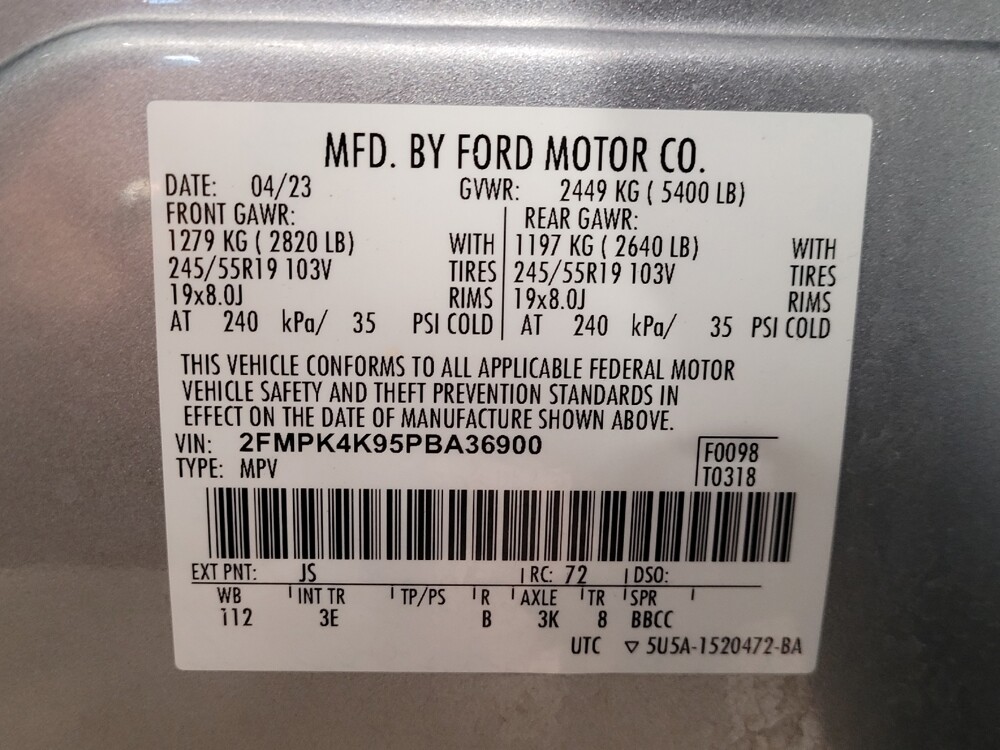 MFD. BY FORD MOTOR CO.
DATE: 04/23 GVWR: 2449 KG ( 5400 LB)
FRONT GAWR: REAR GAWR:
1279 KG ( 2820 LB) WITH 1197 KG ( 2640 LB) WITH
245/55R19 103V TIRES 245/55R19 103V TIRES
19x8.0J RIMS 19x8.0J RIMS
AT 240 kPa/ 35 PSI COLD AT 240 kPa/ 35 PSI COLD
THIS VEHICLE CONFORMS TO ALL APPLICABLE FEDERAL MOTOR
VEHICLE SAFETY AND THEFT PREVENTION STANDARDS IN
EFFECT ON THE DATE OF MANUFACTURE SHOWN ABOVE.
VIN: 2FMPK4K95PBA36900 F0098
TYPE: MPV T0318
EXT PNT: JS RC: 72 DSO:
WB INT TR TP/PS R AXLE TR SPR
112 3E B 3K 8 BBCC
UTC ▽ 5U5A-1520472-BA